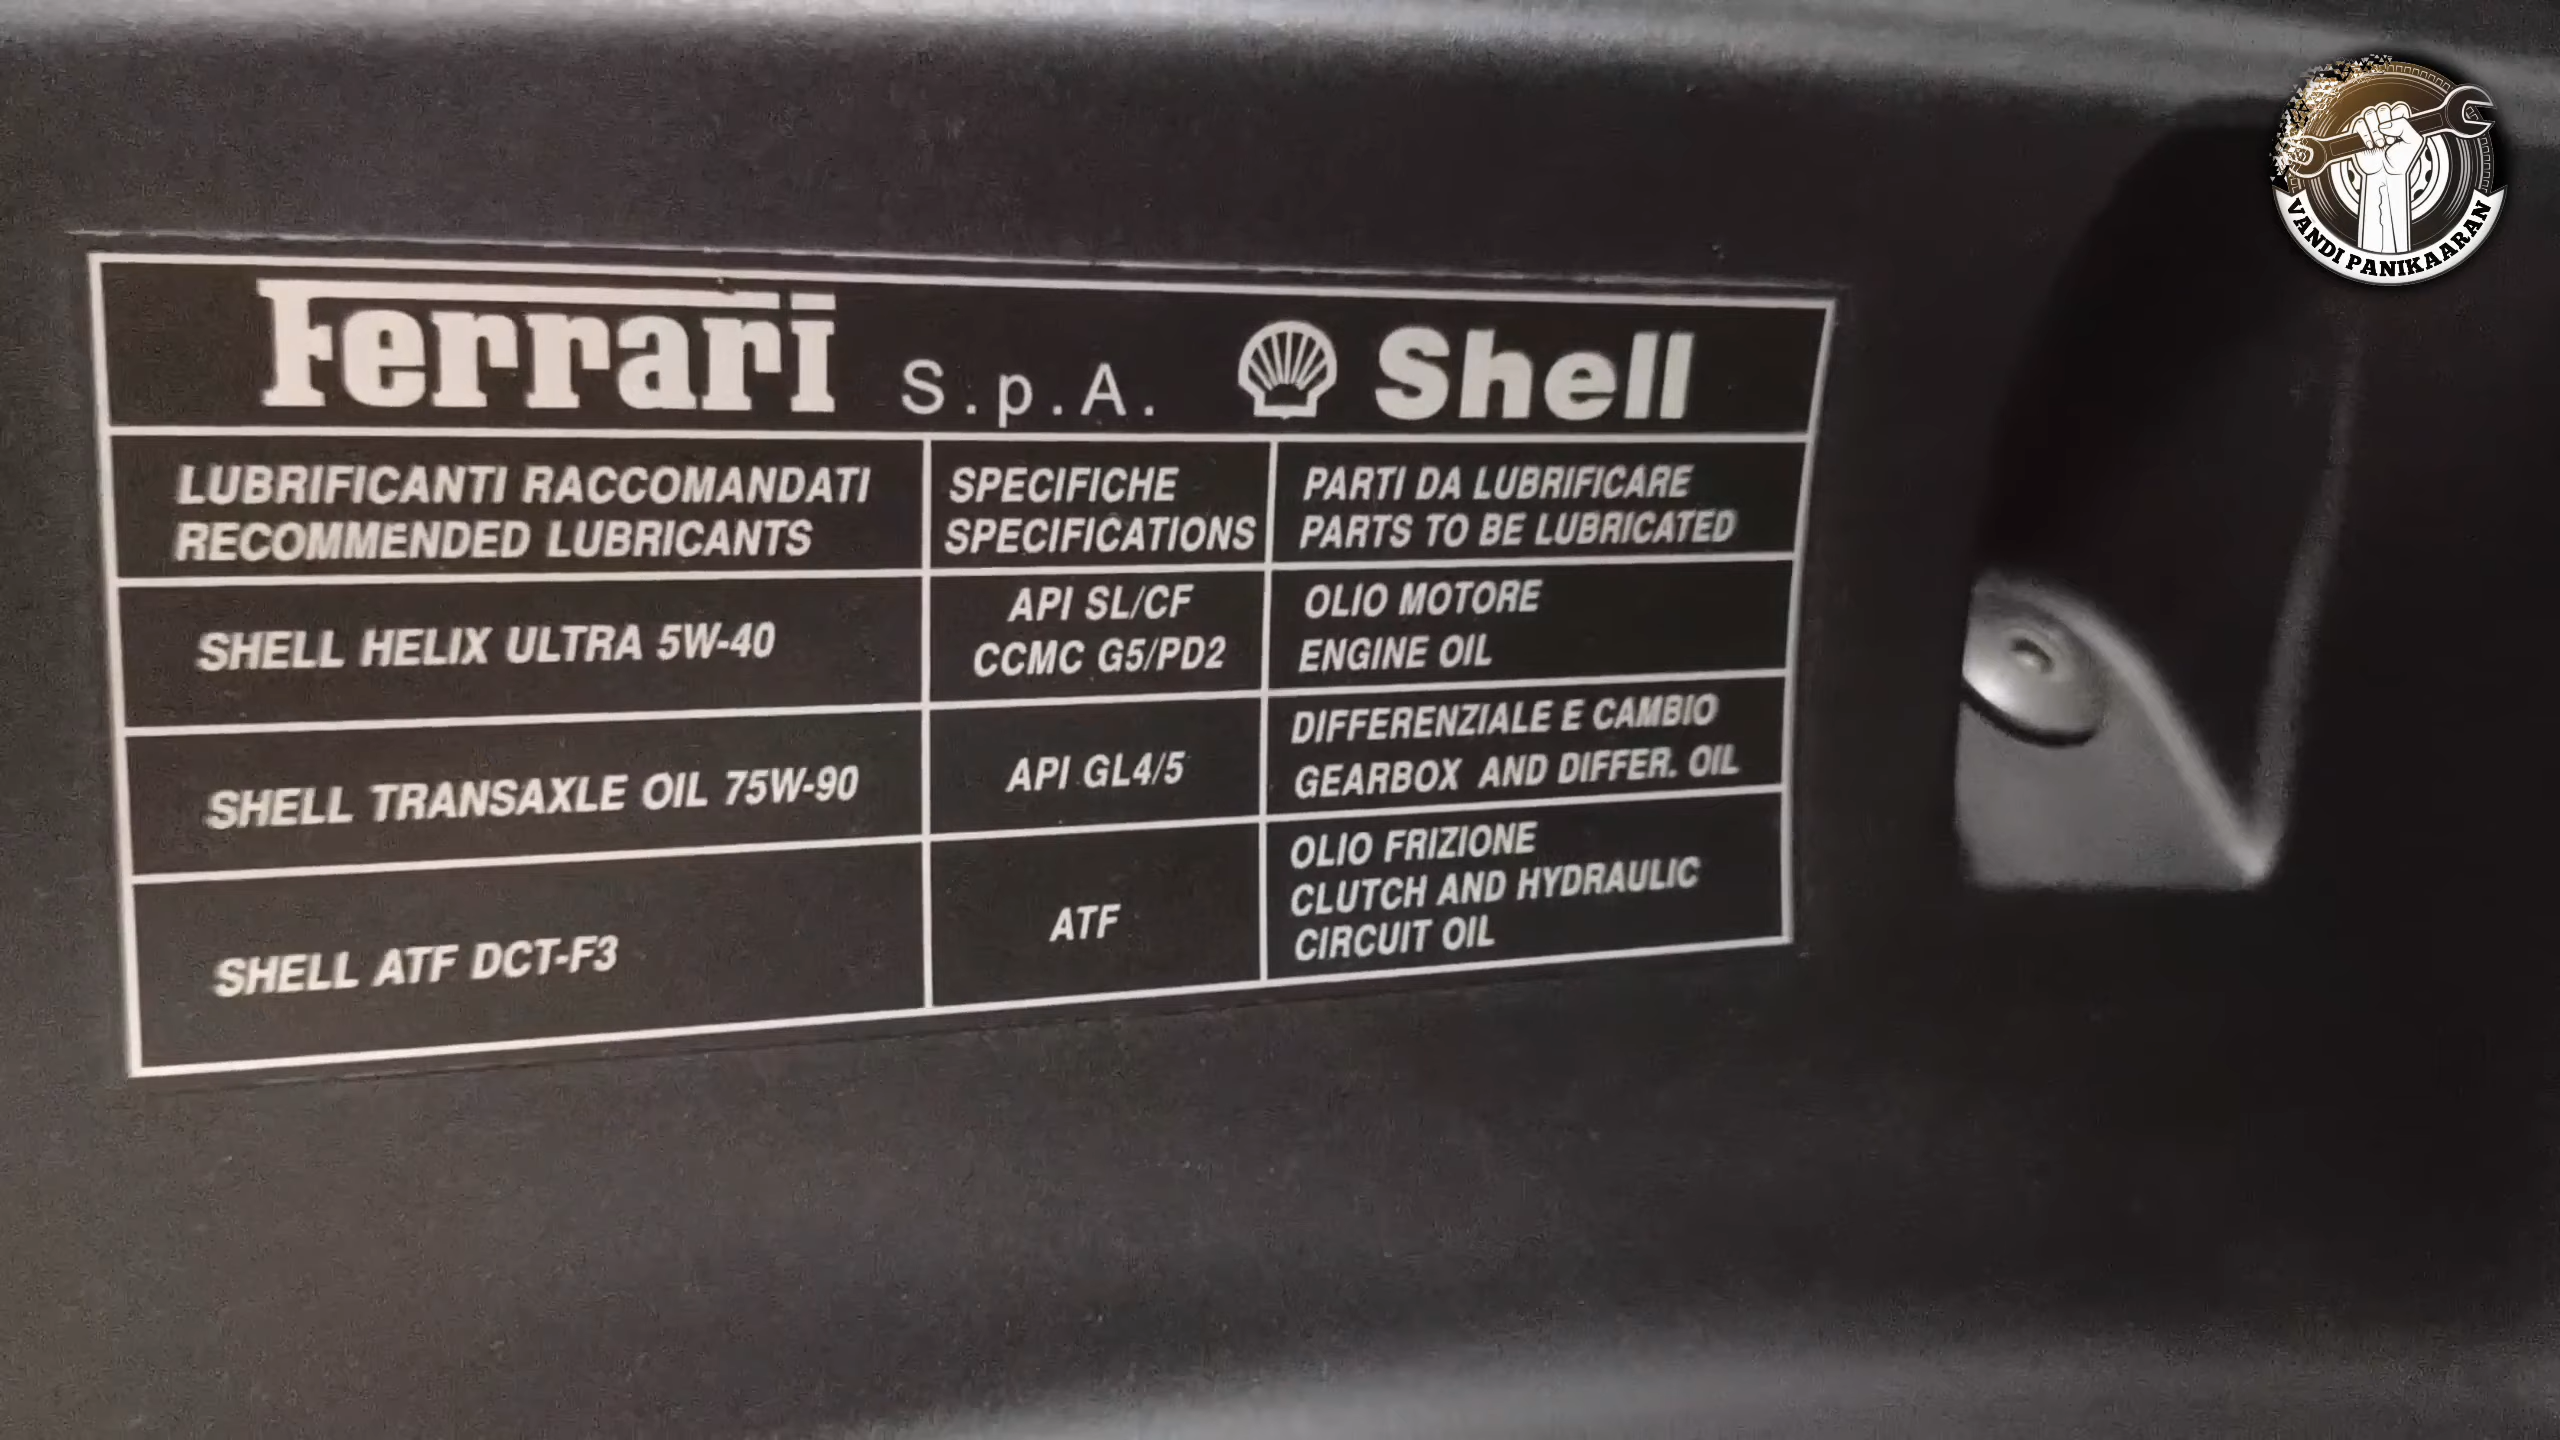 Ferrari S.p.A. Shell
LUBRIFICANTI RACCOMANDATI
RECOMMENDED LUBRICANTS
SPECIFICHE
SPECIFICATIONS
PARTI DA LUBRIFICARE
PARTS TO BE LUBRICATED
SHELL HELIX ULTRA 5W-40
API SL/CF
CCMC G5/PD2
OLIO MOTORE
ENGINE OIL
SHELL TRANSAXLE OIL 75W-90
API GL4/5
DIFFERENZIALE E CAMBIO
GEARBOX AND DIFFER. OIL
SHELL ATF DCT-F3
ATF
OLIO FRIZIONE
CLUTCH AND HYDRAULIC
CIRCUIT OIL
VANDI PANIKAARAN